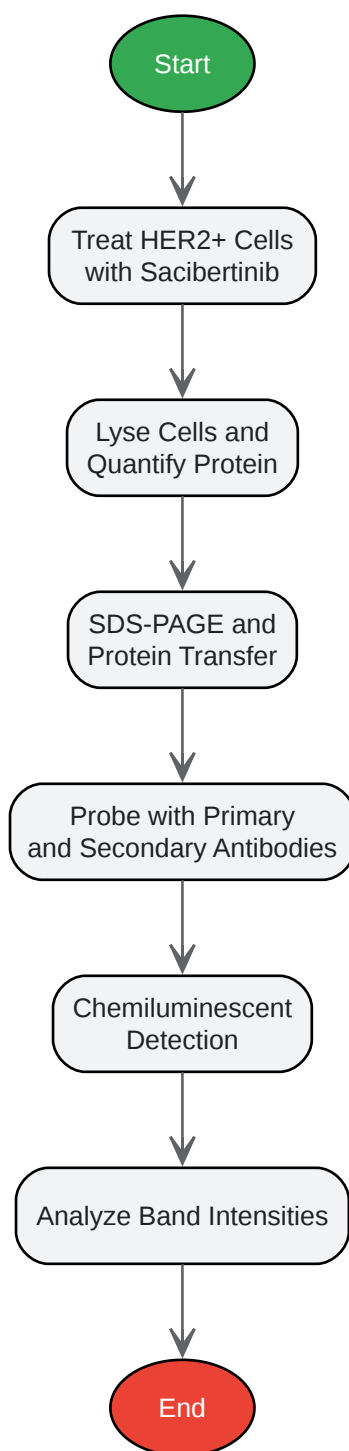 Start
Treat HER2+ Cells
with Sacibertinib
Lyse Cells and
Quantify Protein
SDS-PAGE and
Protein Transfer
Probe with Primary
and Secondary Antibodies
Chemiluminescent
Detection
Analyze Band Intensities
End